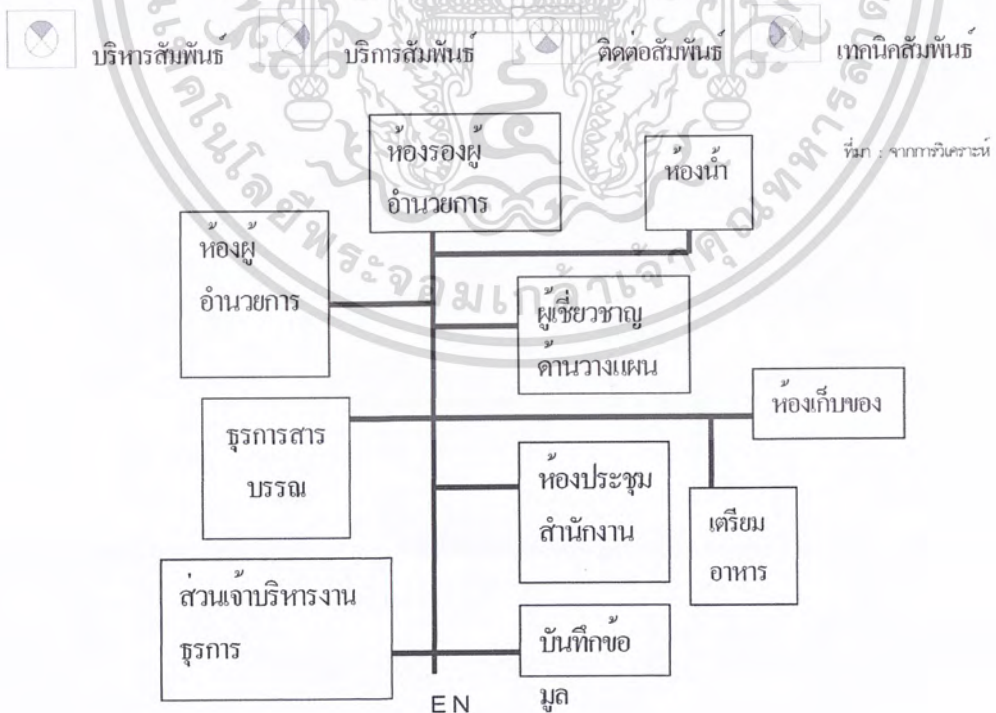 บริหารสัมพันธ์ บริการสัมพันธ์ ติดต่อสัมพันธ์ เทคนิคสัมพันธ์
ที่มา : จากการวิเคราะห์
ห้องรองผู้
อำนวยการ
ห้องน้ำ
ห้องผู้
อำนวยการ
ผู้เชี่ยวชาญ
ด้านวางแผน
ห้องเก็บของ
ธุรการสาร
บรรณ
ห้องประชุม
สำนักงาน
เตรียม
อาหาร
ส่วนเจ้าบริหารงาน
ธุรการ
บันทึกข้อ
มูล
EN